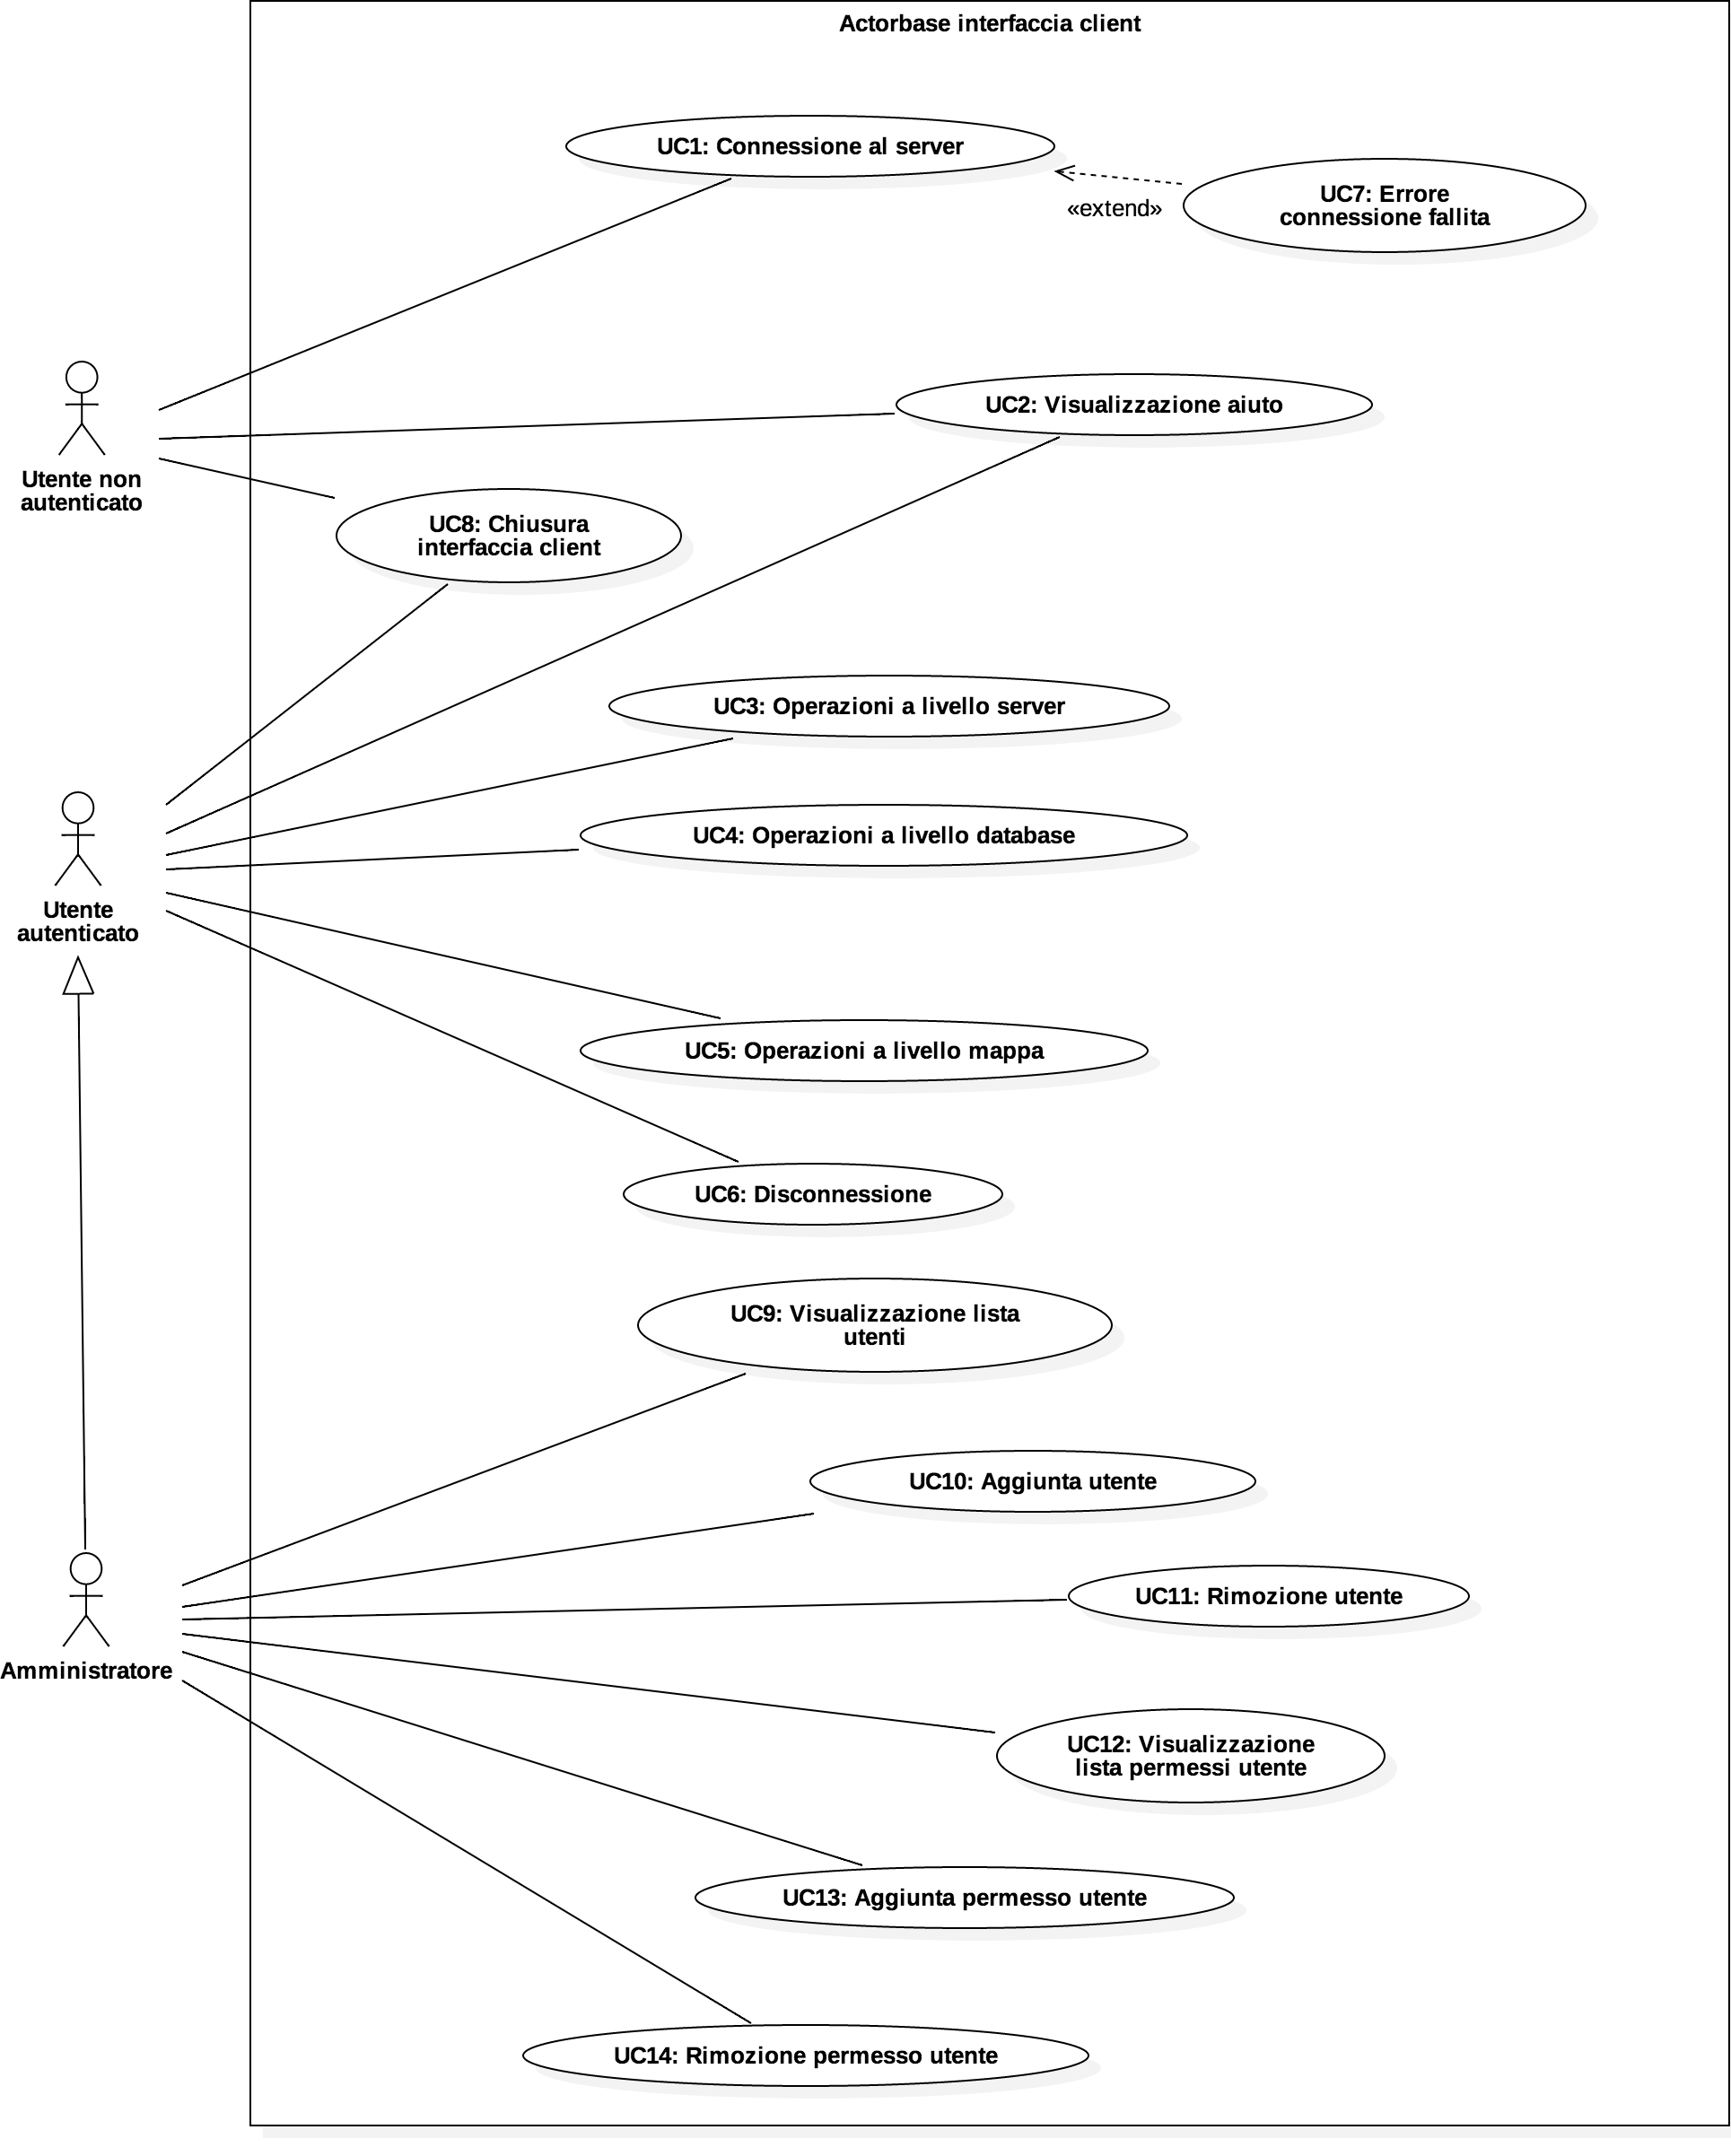 Actorbase interfaccia client
UC1: Connessione al server
UC7: Errore
connessione fallita
«extend»
UC2: Visualizzazione aiuto
Utente non
autenticato
UC8: Chiusura
interfaccia client
UC3: Operazioni a livello server
UC4: Operazioni a livello database
Utente
autenticato
UC5: Operazioni a livello mappa
UC6: Disconnessione
UC9: Visualizzazione lista
utenti
UC10: Aggiunta utente
UC11: Rimozione utente
Amministratore
UC12: Visualizzazione
lista permessi utente
UC13: Aggiunta permesso utente
UC14: Rimozione permesso utente